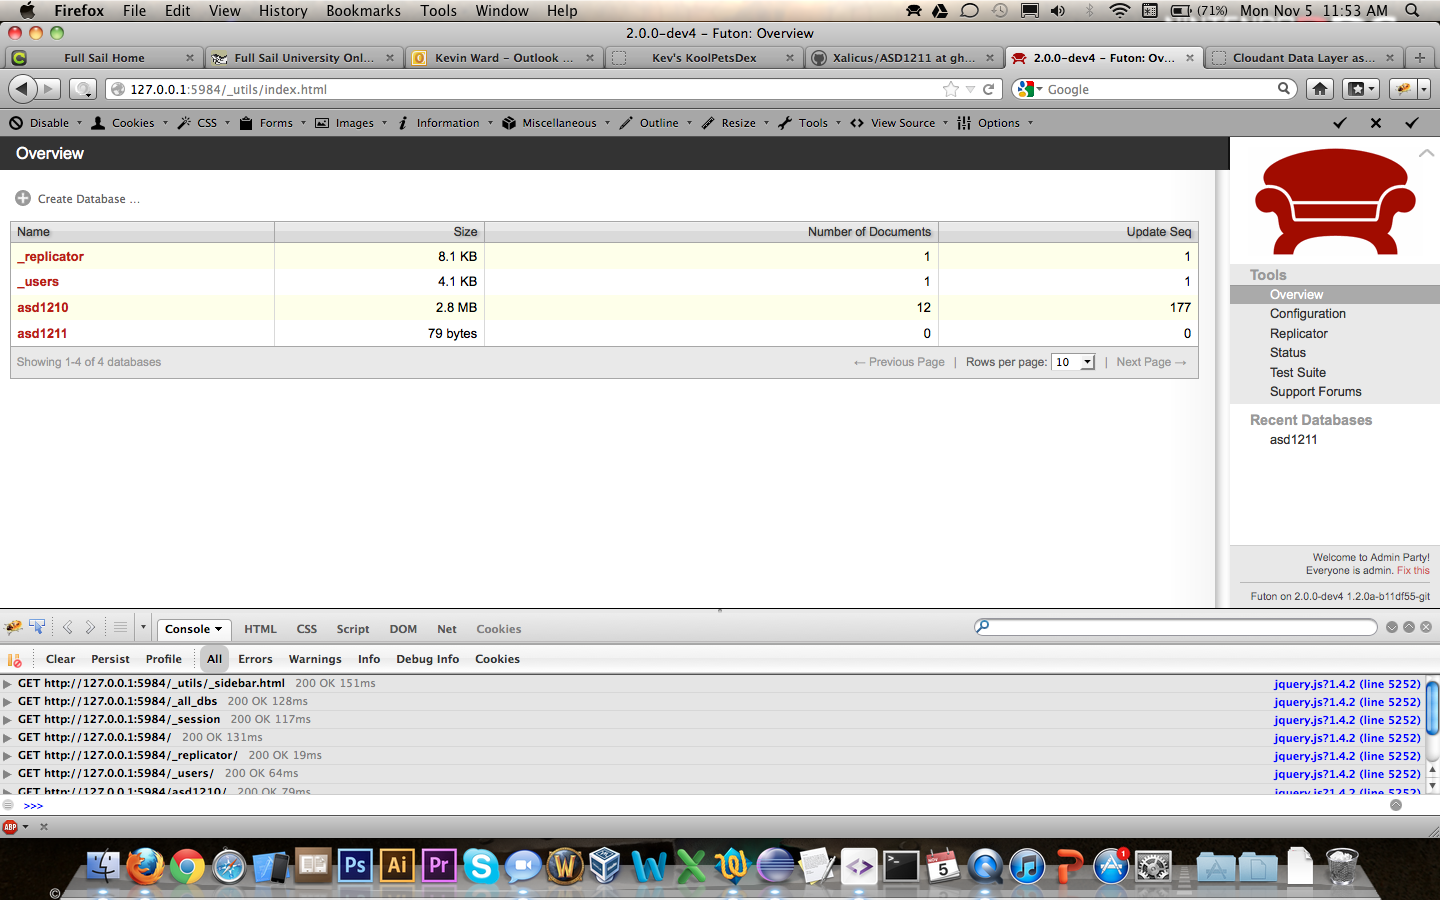 Firefox File Edit View History Bookmarks Tools Window Help (71%) Mon Nov 5 11:53 AM
2.0.0-dev4 – Futon: Overview
Full Sail Home Full Sail University Onl... Kevin Ward – Outlook ... Kev's KoolPetsDex Xalicus/ASD1211 at gh... 2.0.0-dev4 – Futon: Ov... Cloudant Data Layer as...
127.0.0.1:5984/_utils/index.html Google
Disable Cookies CSS Forms Images Information Miscellaneous Outline Resize Tools View Source Options
Overview
Create Database ...
Name Size Number of Documents Update Seq
_replicator 8.1 KB 1 1
_users 4.1 KB 1 1
asd1210 2.8 MB 12 177
asd1211 79 bytes 0 0
Showing 1-4 of 4 databases ← Previous Page | Rows per page: 10 | Next Page →
Tools
Overview
Configuration
Replicator
Status
Test Suite
Support Forums
Recent Databases
asd1211
Welcome to Admin Party!
Everyone is admin. Fix this
Futon on 2.0.0-dev4 1.2.0a-b11df55-git
Console HTML CSS Script DOM Net Cookies
Clear Persist Profile All Errors Warnings Info Debug Info Cookies
GET http://127.0.0.1:5984/_utils/_sidebar.html 200 OK 151ms jquery.js?1.4.2 (line 5252)
GET http://127.0.0.1:5984/_all_dbs 200 OK 128ms jquery.js?1.4.2 (line 5252)
GET http://127.0.0.1:5984/_session 200 OK 117ms jquery.js?1.4.2 (line 5252)
GET http://127.0.0.1:5984/ 200 OK 131ms jquery.js?1.4.2 (line 5252)
GET http://127.0.0.1:5984/_replicator/ 200 OK 19ms jquery.js?1.4.2 (line 5252)
GET http://127.0.0.1:5984/_users/ 200 OK 64ms jquery.js?1.4.2 (line 5252)
GET http://127.0.0.1:5984/asd1210/ 200 OK 79ms jquery.js?1.4.2 (line 5252)
>>>
ABP
Ps Ai Pr NOV 5 1
©